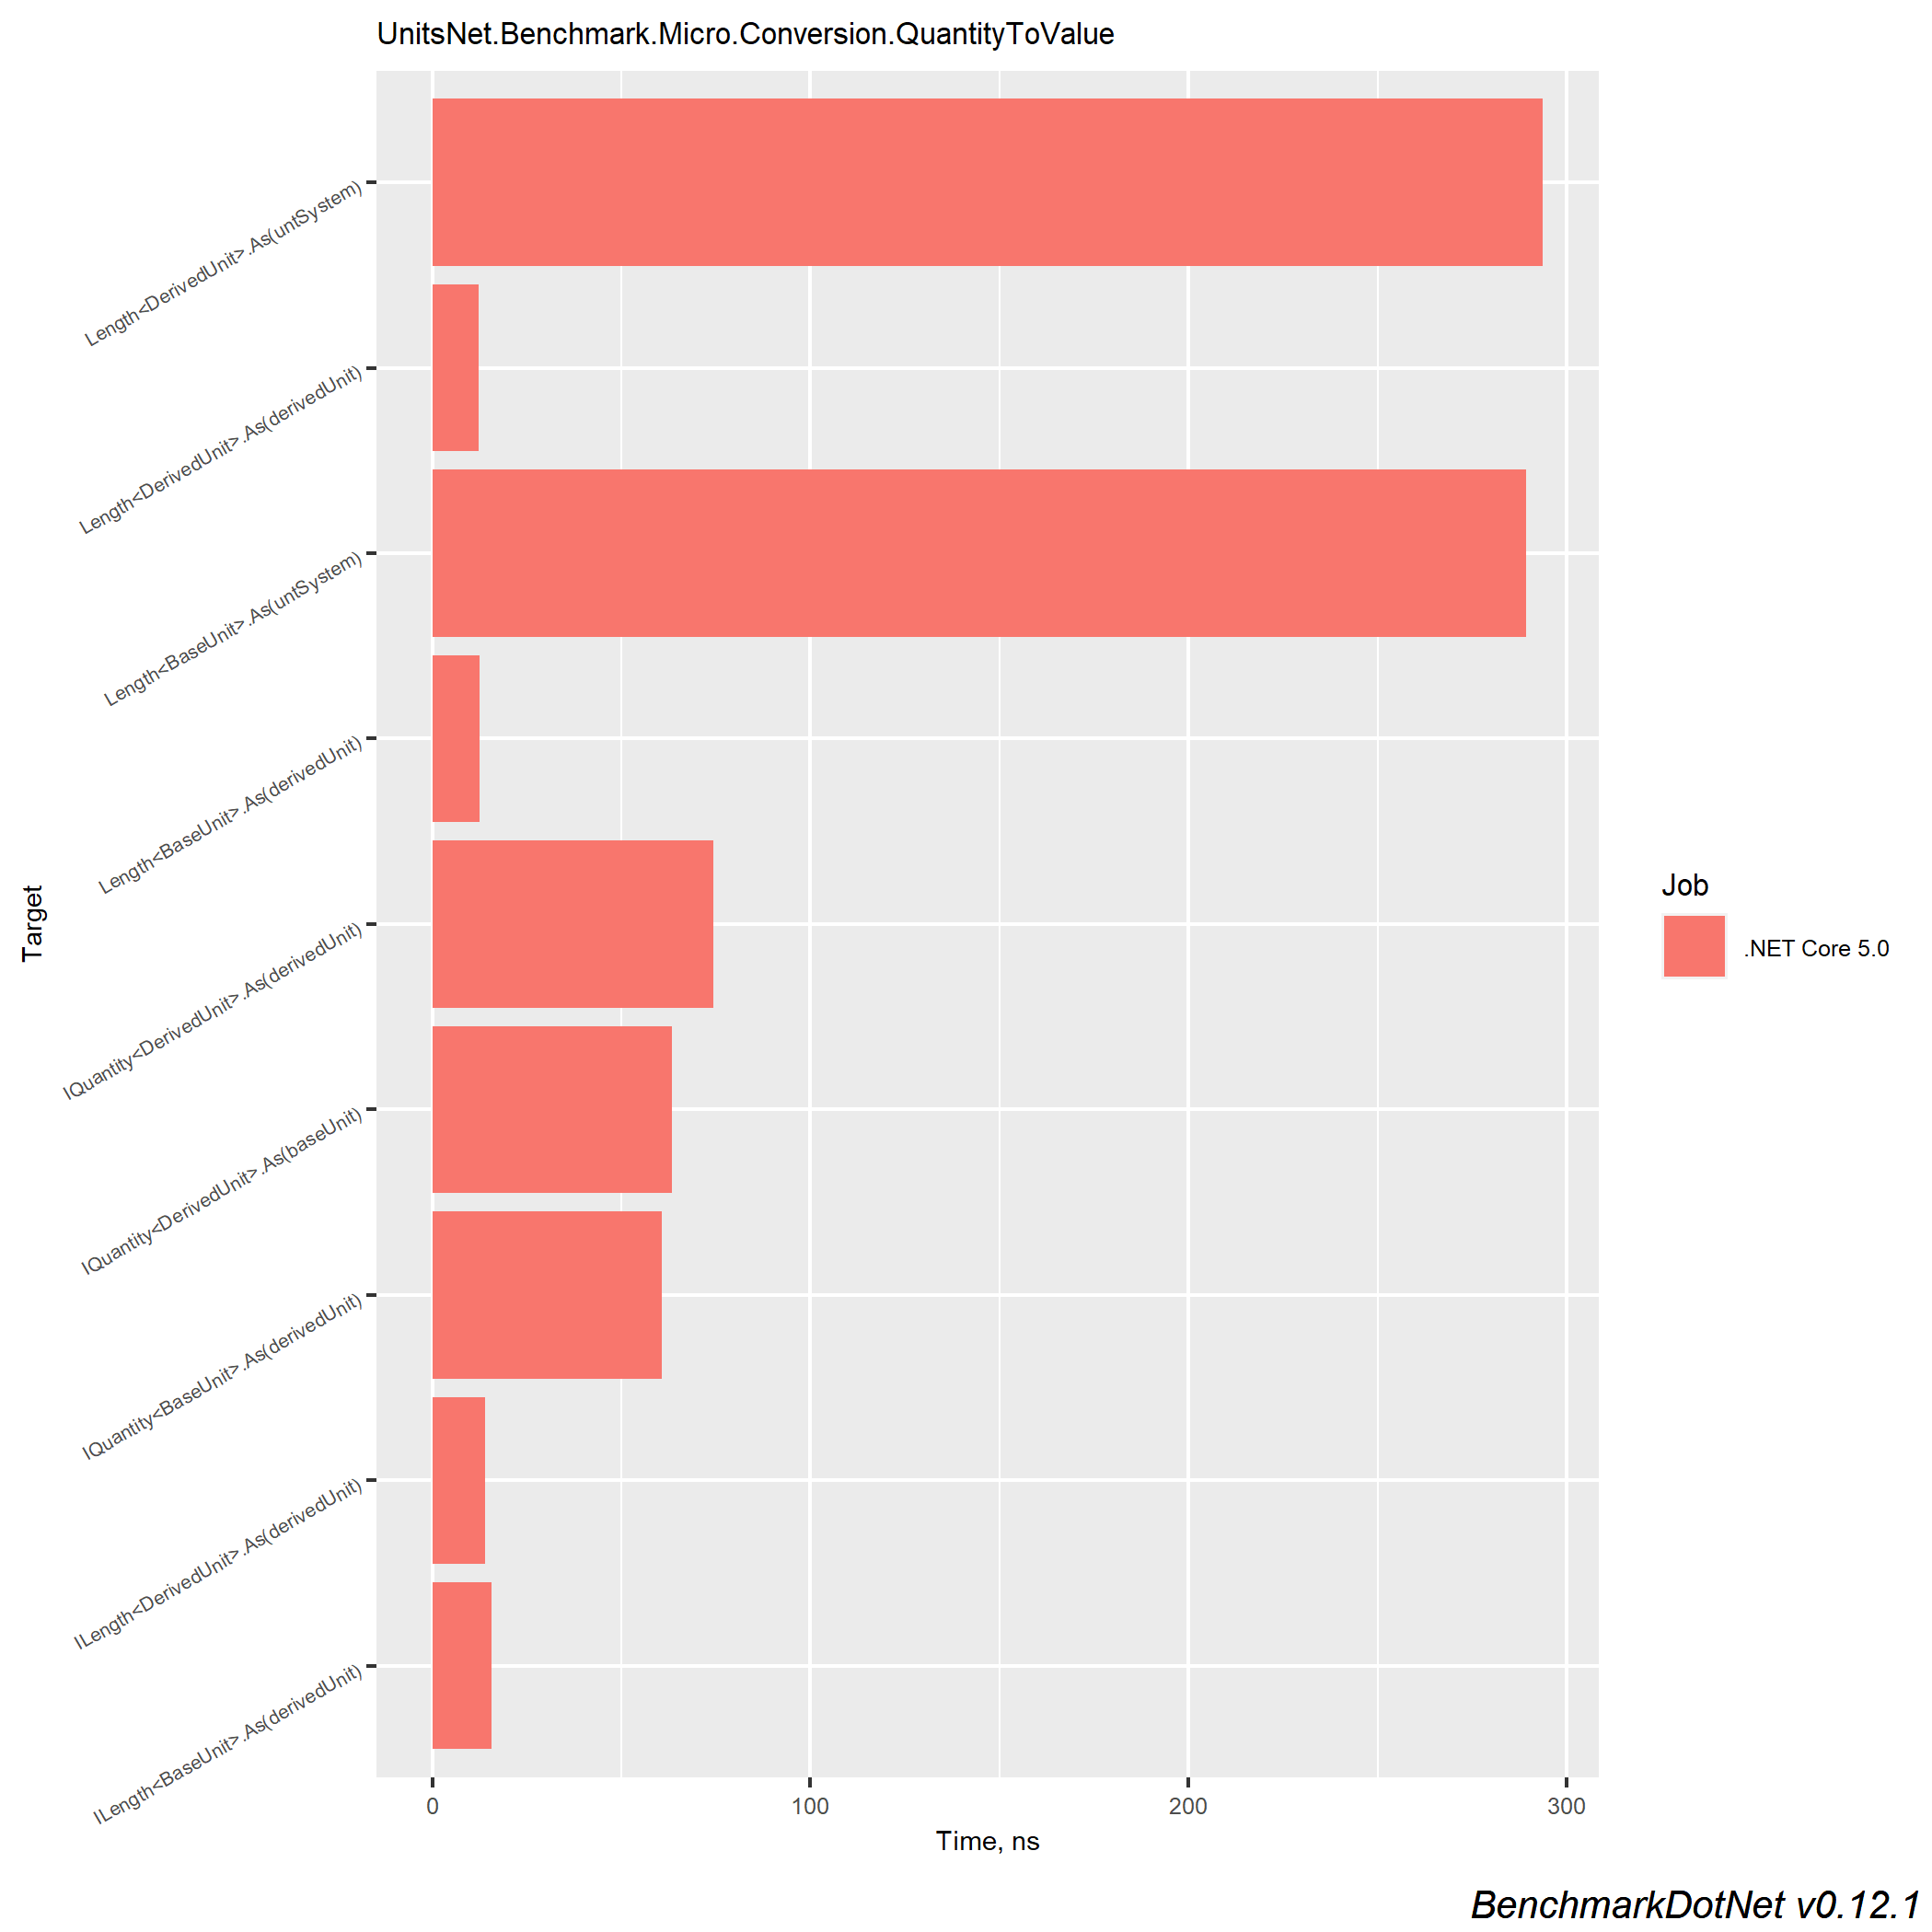 UnitsNet.Benchmark.Micro.Conversion.QuantityToValue
Length<DerivedUnit>.As(untSystem)
Length<DerivedUnit>.As(derivedUnit)
Length<BaseUnit>.As(untSystem)
Length<BaseUnit>.As(derivedUnit)
IQuantity<DerivedUnit>.As(derivedUnit)
IQuantity<DerivedUnit>.As(baseUnit)
IQuantity<BaseUnit>.As(derivedUnit)
ILength<DerivedUnit>.As(derivedUnit)
ILength<BaseUnit>.As(derivedUnit)
Target
0 100 200 300
Time, ns
Job
.NET Core 5.0
BenchmarkDotNet v0.12.1